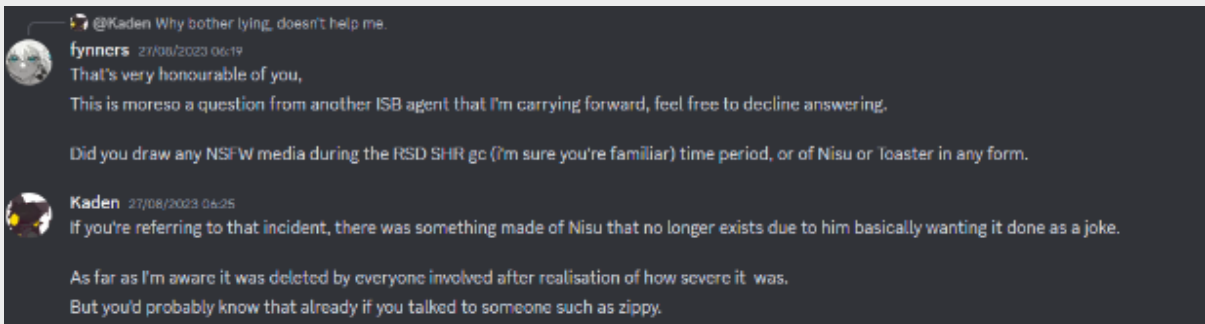 @Kaden Why bother lying, doesn't help me.
fynners 27/08/2023 06:19
That's very honourable of you,
This is moreso a question from another ISB agent that I'm carrying forward, feel free to decline answering.
Did you draw any NSFW media during the RSD SHR gc (i'm sure you're familiar) time period, or of Nisu or Toaster in any form.
Kaden 27/08/2023 06:25
If you're referring to that incident, there was something made of Nisu that no longer exists due to him basically wanting it done as a joke.
As far as I'm aware it was deleted by everyone involved after realisation of how severe it was.
But you'd probably know that already if you talked to someone such as zippy.